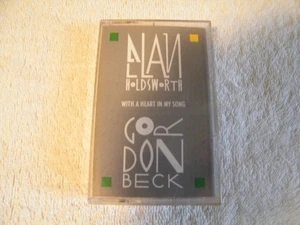 ALAN
HOLDSWORTH
WITH A HEART IN MY SONG
GOR
DON
BECK